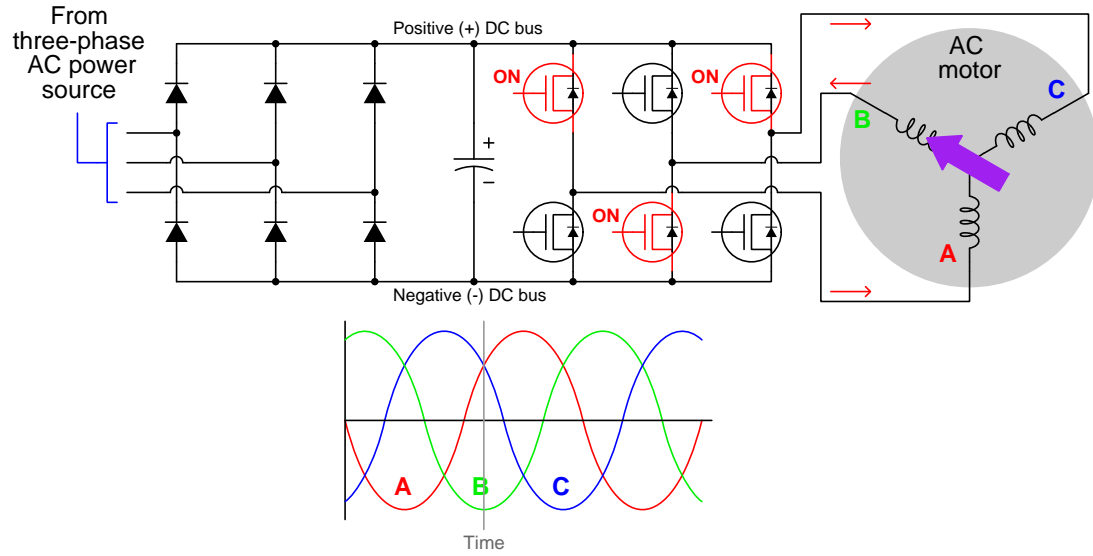 From
three-phase
AC power
source
Positive (+) DC bus
ON
ON
AC
motor
C
B
+
−
ON
A
Negative (-) DC bus
A
B
C
Time